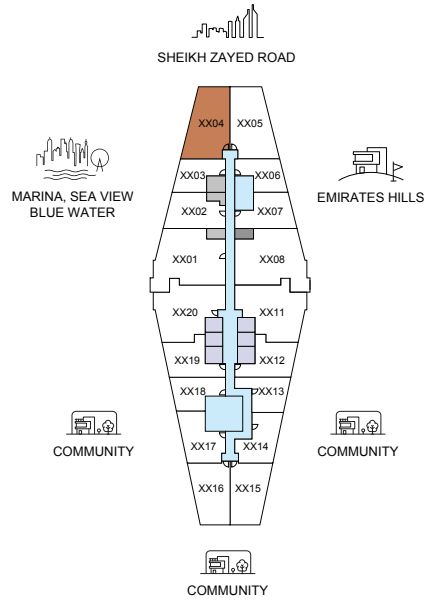 SHEIKH ZAYED ROAD
XX04
XX05
XX03
XX06
MARINA, SEA VIEW
BLUE WATER
EMIRATES HILLS
XX02
XX07
XX01
XX08
XX20
XX11
XX19
XX12
XX18
XX13
COMMUNITY
COMMUNITY
XX17
XX14
XX16
XX15
COMMUNITY